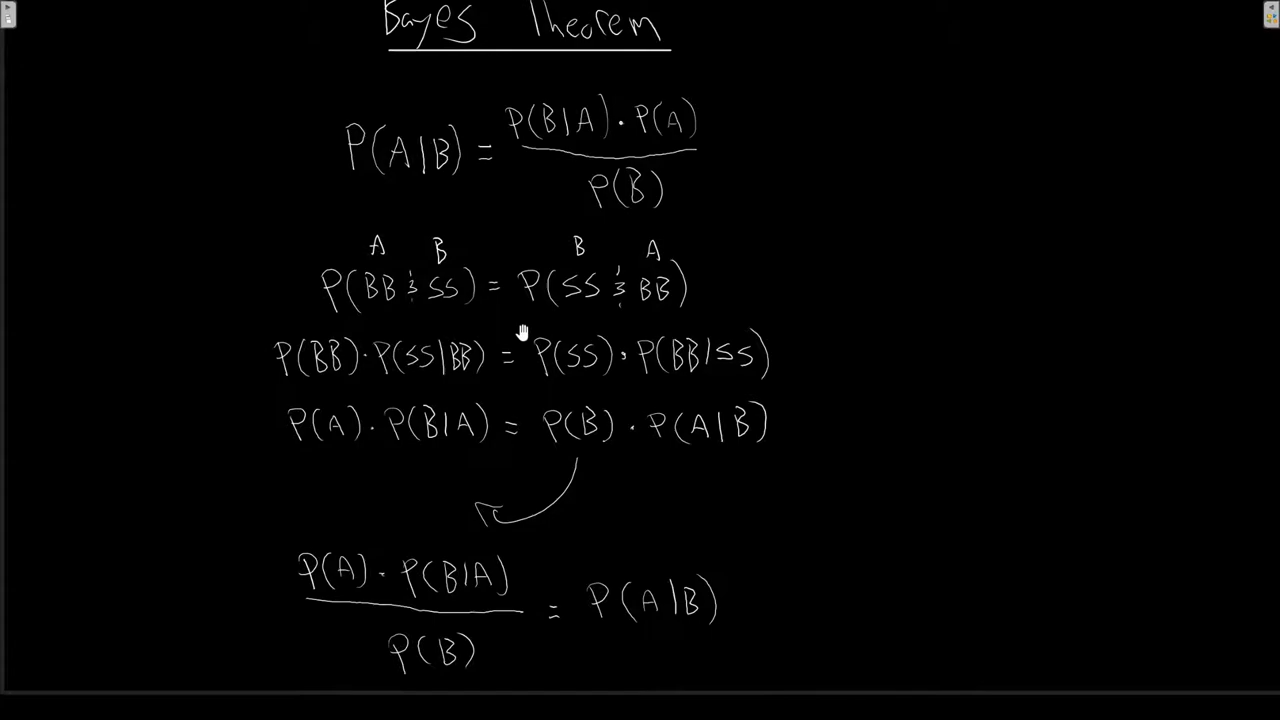 Bayes Theorem
P(A|B) = P(B|A) · P(A) / P(B)
A B B A
P(BB & SS) = P(SS & BB)
P(BB) · P(SS|BB) = P(SS) · P(BB|SS)
P(A) · P(B|A) = P(B) · P(A|B)
P(A) · P(B|A) / P(B) = P(A|B)